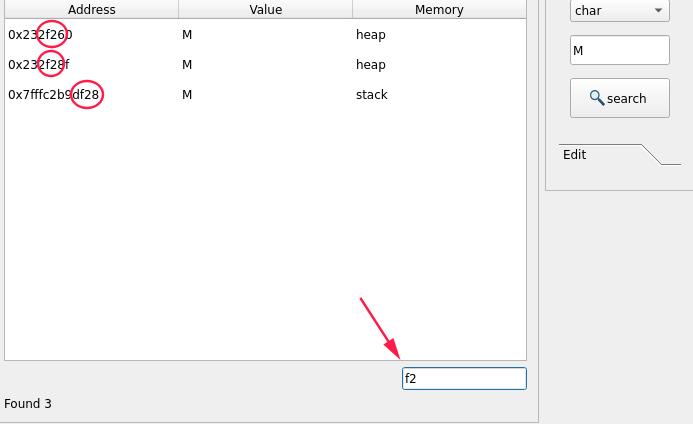 Address Value Memory
0x232f260 M heap
0x232f28f M heap
0x7fffc2b9df28 M stack
char
M
search
Edit
f2
Found 3